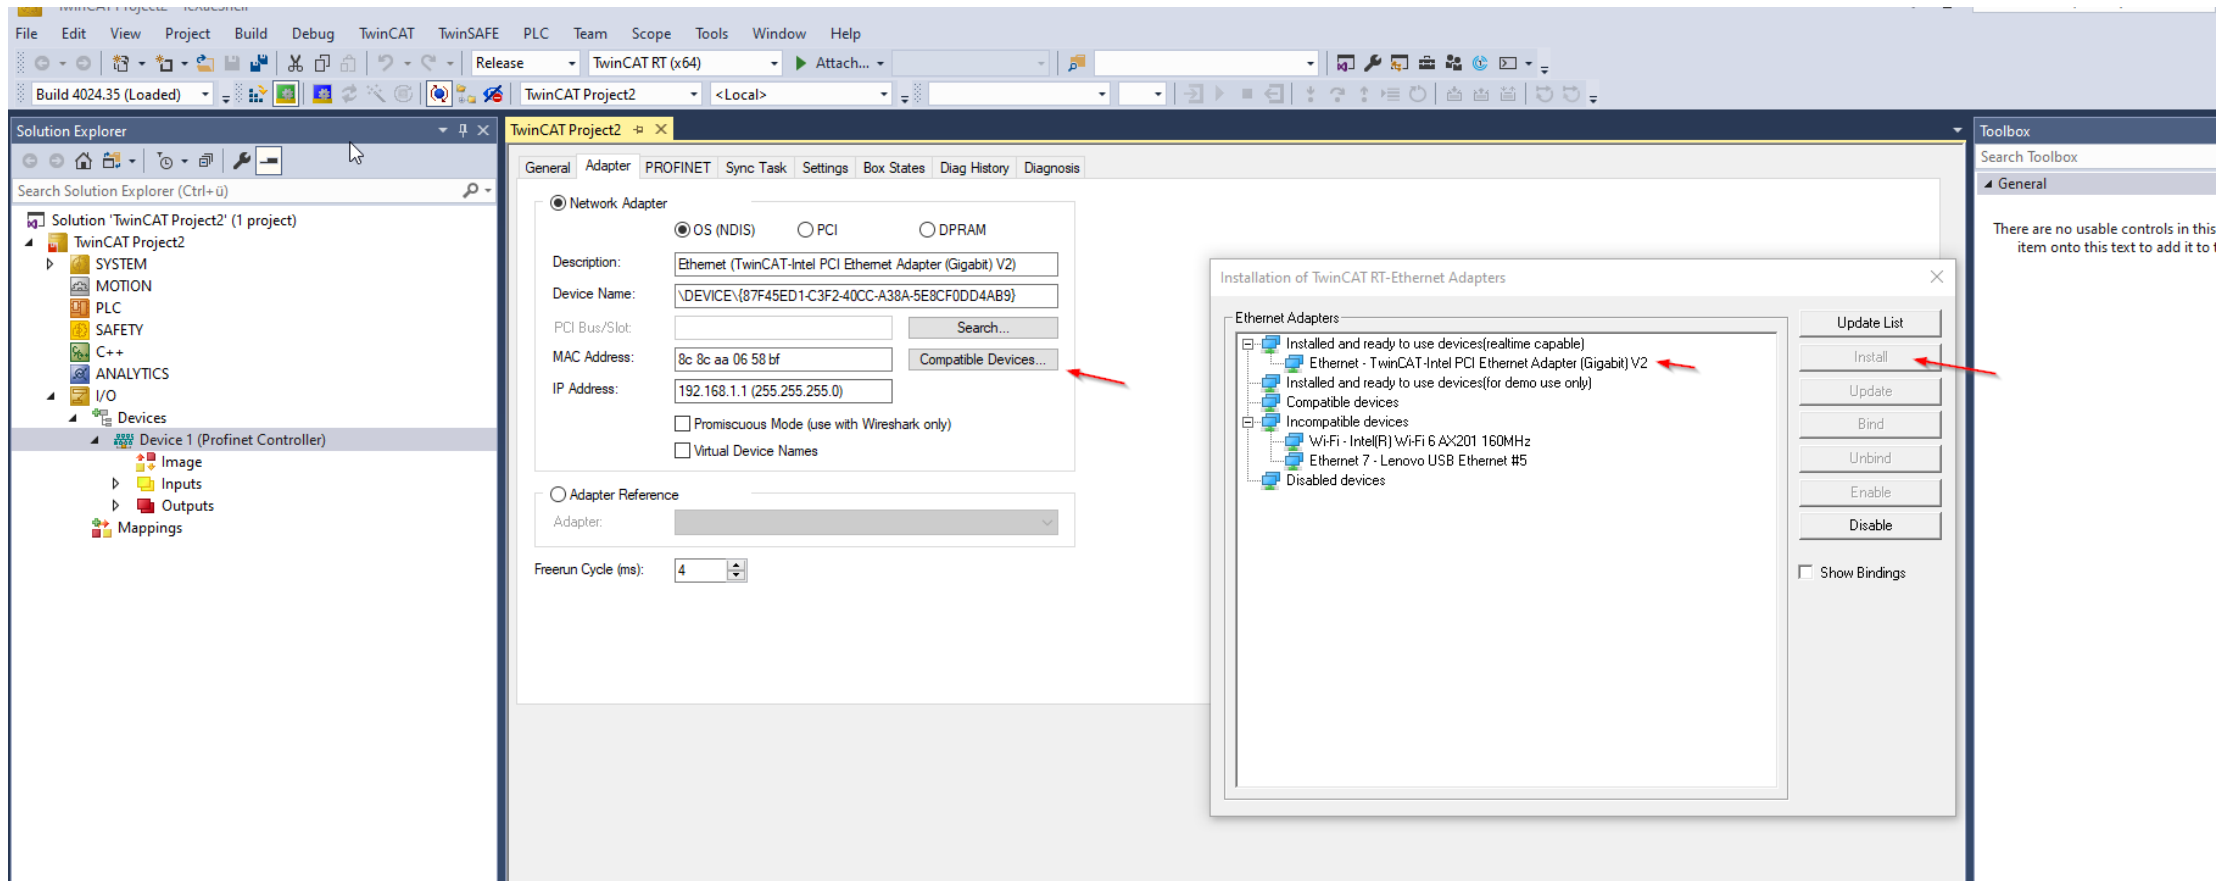 File Edit View Project Build Debug TwinCAT TwinSAFE PLC Team Scope Tools Window Help
Release TwinCAT RT (x64) Attach...
Build 4024.35 (Loaded) TwinCAT Project2 <Local>
Solution Explorer
Search Solution Explorer (Ctrl+ü)
Solution 'TwinCAT Project2' (1 project)
TwinCAT Project2
SYSTEM
MOTION
PLC
SAFETY
C++
ANALYTICS
I/O
Devices
Device 1 (Profinet Controller)
Image
Inputs
Outputs
Mappings
TwinCAT Project2
General Adapter PROFINET Sync Task Settings Box States Diag History Diagnosis
Network Adapter
OS (NDIS) PCI DPRAM
Description: Ethernet (TwinCAT-Intel PCI Ethernet Adapter (Gigabit) V2)
Device Name: \DEVICE\{87F45ED1-C3F2-40CC-A38A-5E8CF0DD4AB9}
PCI Bus/Slot: Search...
MAC Address: 8c 8c aa 06 58 bf Compatible Devices...
IP Address: 192.168.1.1 (255.255.255.0)
Promiscuous Mode (use with Wireshark only)
Virtual Device Names
Adapter Reference
Adapter:
Freerun Cycle (ms): 4
Installation of TwinCAT RT-Ethernet Adapters
Ethernet Adapters
Installed and ready to use devices(realtime capable)
Ethernet - TwinCAT-Intel PCI Ethernet Adapter (Gigabit) V2
Installed and ready to use devices(for demo use only)
Compatible devices
Incompatible devices
Wi-Fi - Intel(R) Wi-Fi 6 AX201 160MHz
Ethernet 7 - Lenovo USB Ethernet #5
Disabled devices
Update List
Install
Update
Bind
Unbind
Enable
Disable
Show Bindings
Toolbox
Search Toolbox
General
There are no usable controls in this
item onto this text to add it to t